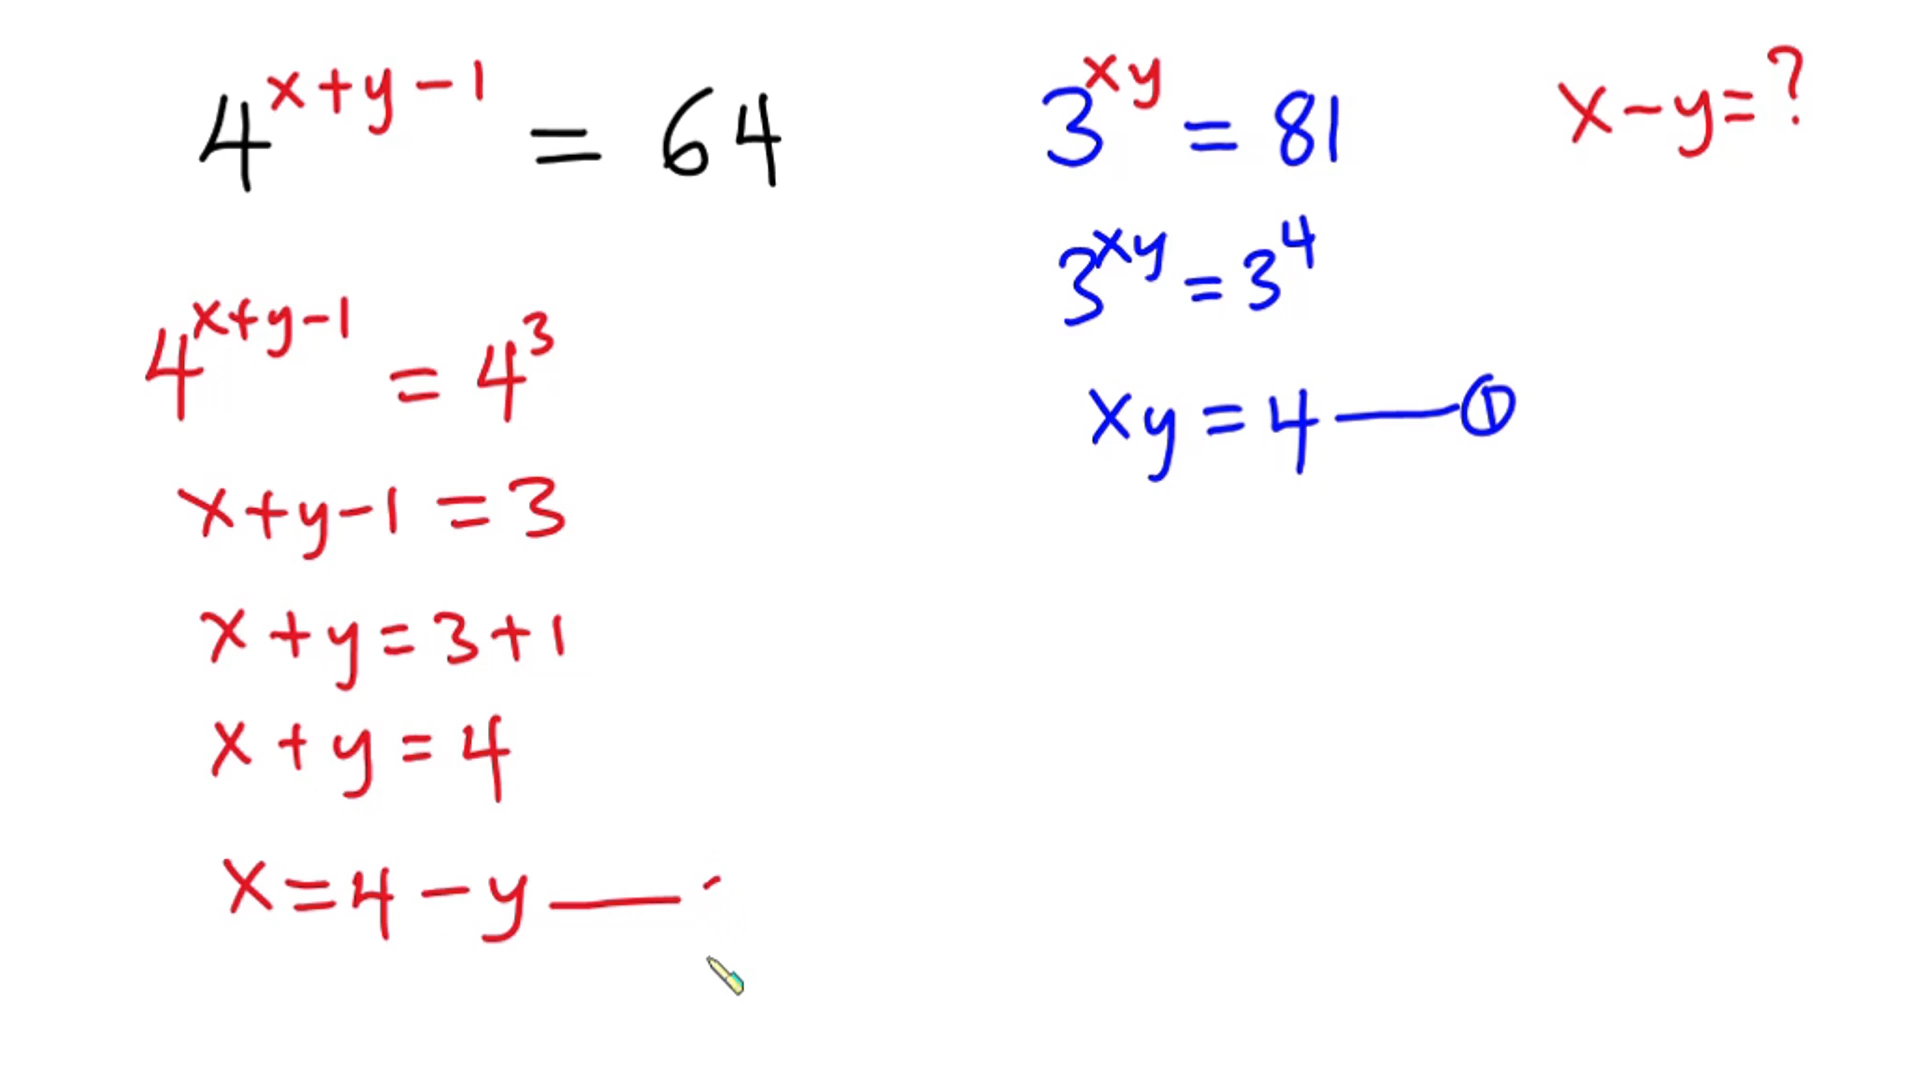 4^{x+y-1} = 64
4^{x+y-1} = 4^3
x+y-1 = 3
x+y=3+1
x+y=4
x=4-y ——
3^{xy} = 81
3^{xy} = 3^4
xy=4 —— ①
x-y=?